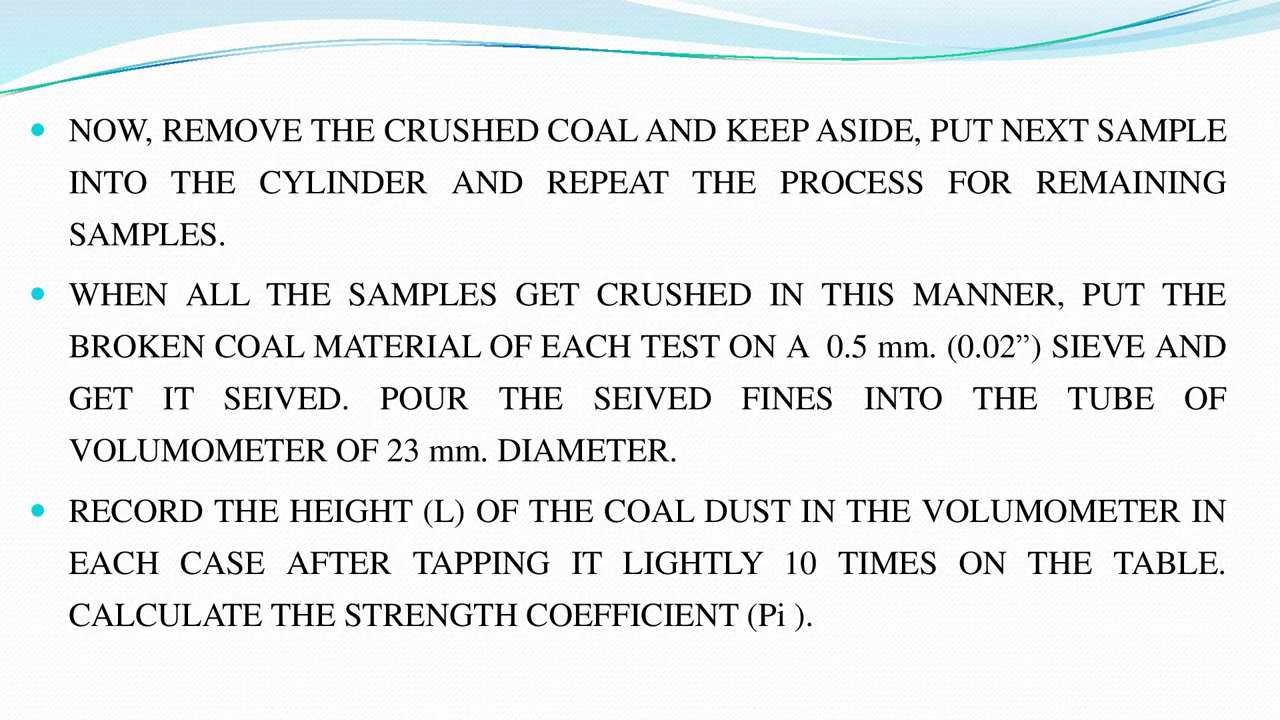 • NOW, REMOVE THE CRUSHED COAL AND KEEP ASIDE, PUT NEXT SAMPLE
INTO THE CYLINDER AND REPEAT THE PROCESS FOR REMAINING
SAMPLES.
• WHEN ALL THE SAMPLES GET CRUSHED IN THIS MANNER, PUT THE
BROKEN COAL MATERIAL OF EACH TEST ON A 0.5 mm. (0.02”) SIEVE AND
GET IT SEIVED. POUR THE SEIVED FINES INTO THE TUBE OF
VOLUMOMETER OF 23 mm. DIAMETER.
• RECORD THE HEIGHT (L) OF THE COAL DUST IN THE VOLUMOMETER IN
EACH CASE AFTER TAPPING IT LIGHTLY 10 TIMES ON THE TABLE.
CALCULATE THE STRENGTH COEFFICIENT (Pi ).